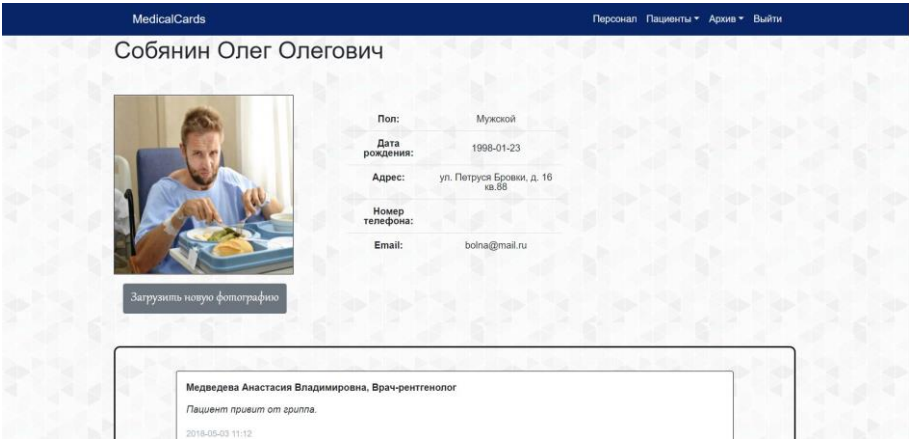 MedicalCards Персонал Пациенты Архив Выйти
Собянин Олег Олегович
Пол: Мужской
Дата
рождения: 1998-01-23
Адрес: ул. Петруся Бровки, д. 16
кв.88
Номер
телефона:
Email: bolna@mail.ru
Загрузить новую фотографию
Медведева Анастасия Владимировна, Врач-рентгенолог
Пациент привит от гриппа.
2018-05-03 11:12